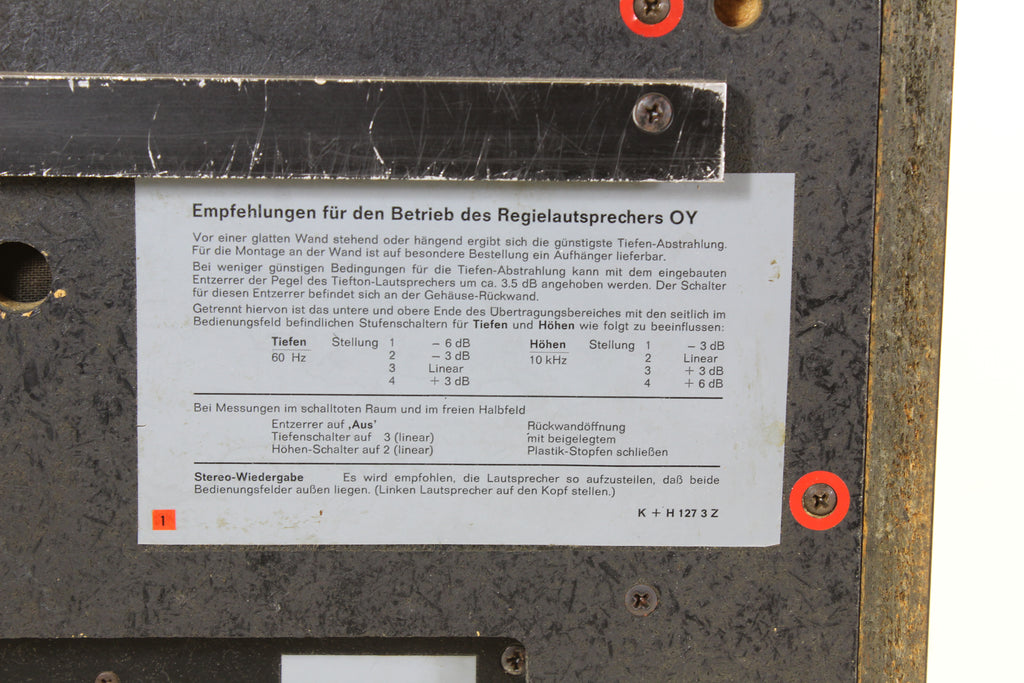 Empfehlungen für den Betrieb des Regielautsprechers OY
Vor einer glatten Wand stehend oder hängend ergibt sich die günstigste Tiefen-Abstrahlung.
Für die Montage an der Wand ist auf besondere Bestellung ein Aufhänger lieferbar.
Bei weniger günstigen Bedingungen für die Tiefen-Abstrahlung kann mit dem eingebauten
Entzerrer der Pegel des Tiefton-Lautsprechers um ca. 3.5 dB angehoben werden. Der Schalter
für diesen Entzerrer befindet sich an der Gehäuse-Rückwand.
Getrennt hiervon ist das untere und obere Ende des Übertragungsbereiches mit den seitlich im
Bedienungsfeld befindlichen Stufenschaltern für Tiefen und Höhen wie folgt zu beeinflussen:
Tiefen Stellung 1 – 6 dB Höhen Stellung 1 – 3 dB
60 Hz 2 – 3 dB 10 kHz 2 Linear
3 Linear 3 + 3 dB
4 + 3 dB 4 + 6 dB
Bei Messungen im schalltoten Raum und im freien Halbfeld
Entzerrer auf ‚Aus' Rückwandöffnung
Tiefenschalter auf 3 (linear) mit beigelegtem
Höhen-Schalter auf 2 (linear) Plastik-Stopfen schließen
Stereo-Wiedergabe Es wird empfohlen, die Lautsprecher so aufzustellen, daß beide
Bedienungsfelder außen liegen. (Linken Lautsprecher auf den Kopf stellen.)
1 K + H 127 3 Z